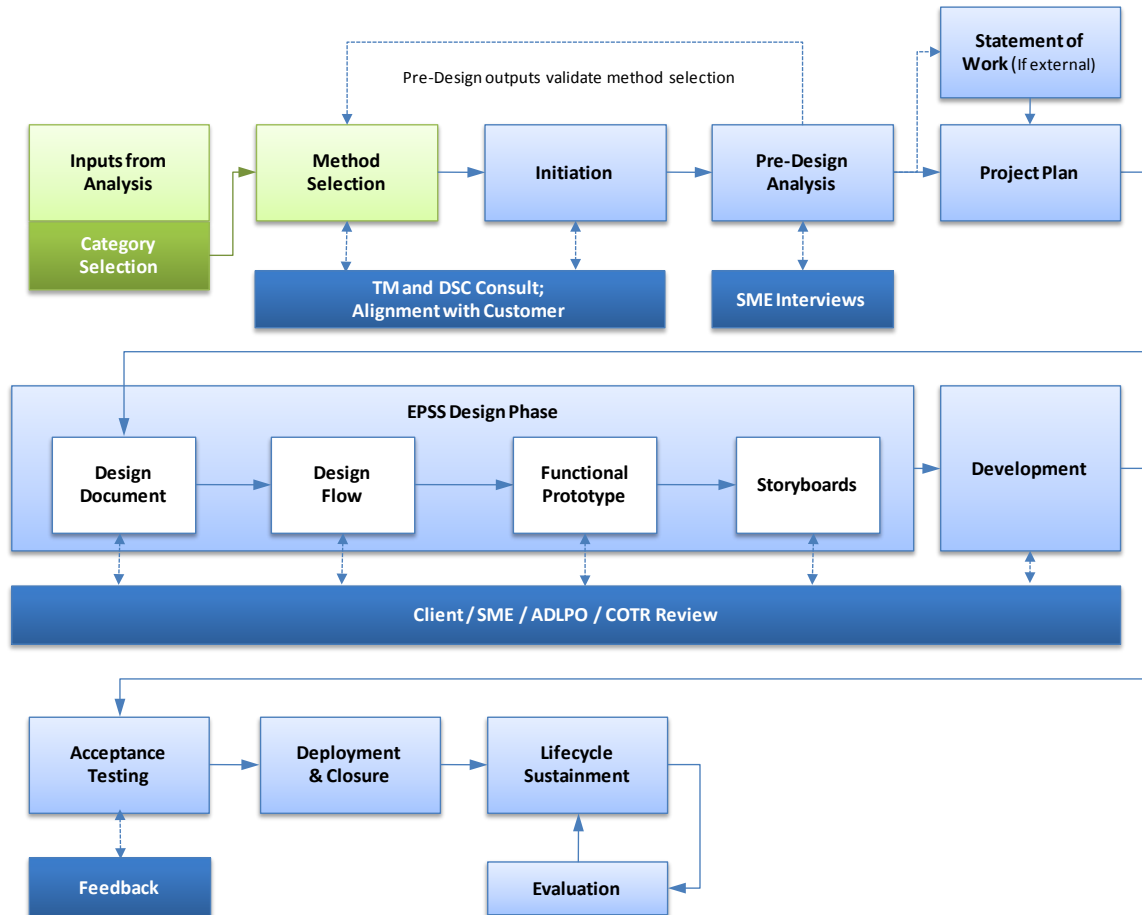 Statement of
Work (If external)
Pre-Design outputs validate method selection
Inputs from
Analysis
Category
Selection
Method
Selection
Initiation
Pre-Design
Analysis
Project Plan
TM and DSC Consult;
Alignment with Customer
SME Interviews
EPSS Design Phase
Design
Document
Design
Flow
Functional
Prototype
Storyboards
Development
Client / SME / ADLPO / COTR Review
Acceptance
Testing
Deployment
& Closure
Lifecycle
Sustainment
Feedback
Evaluation